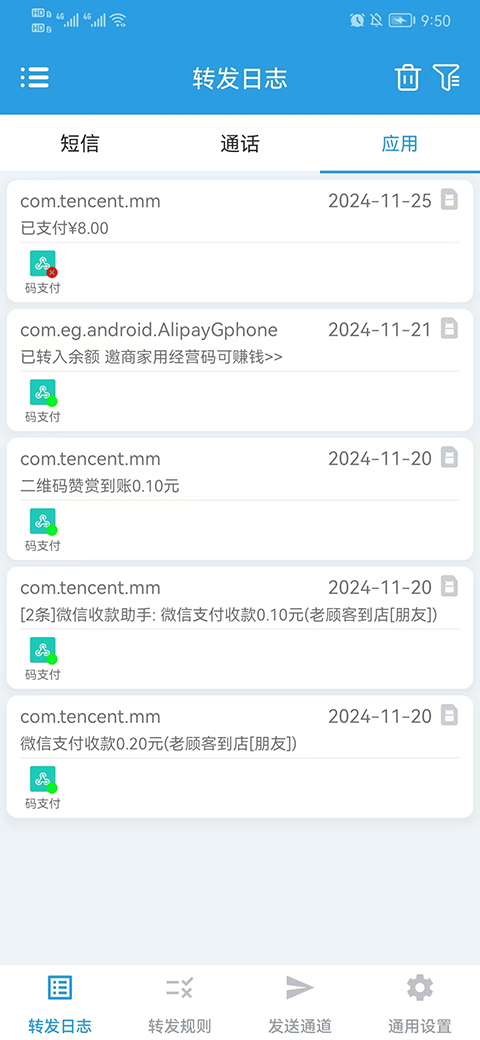 9:50
转发日志
短信 通话 应用
com.tencent.mm 2024-11-25
已支付¥8.00
码支付
com.eg.android.AlipayGphone 2024-11-21
已转入余额 邀商家用经营码可赚钱>>
码支付
com.tencent.mm 2024-11-20
二维码赞赏到账0.10元
码支付
com.tencent.mm 2024-11-20
[2条]微信收款助手: 微信支付收款0.10元(老顾客到店[朋友])
码支付
com.tencent.mm 2024-11-20
微信支付收款0.20元(老顾客到店[朋友])
码支付
转发日志 转发规则 发送通道 通用设置